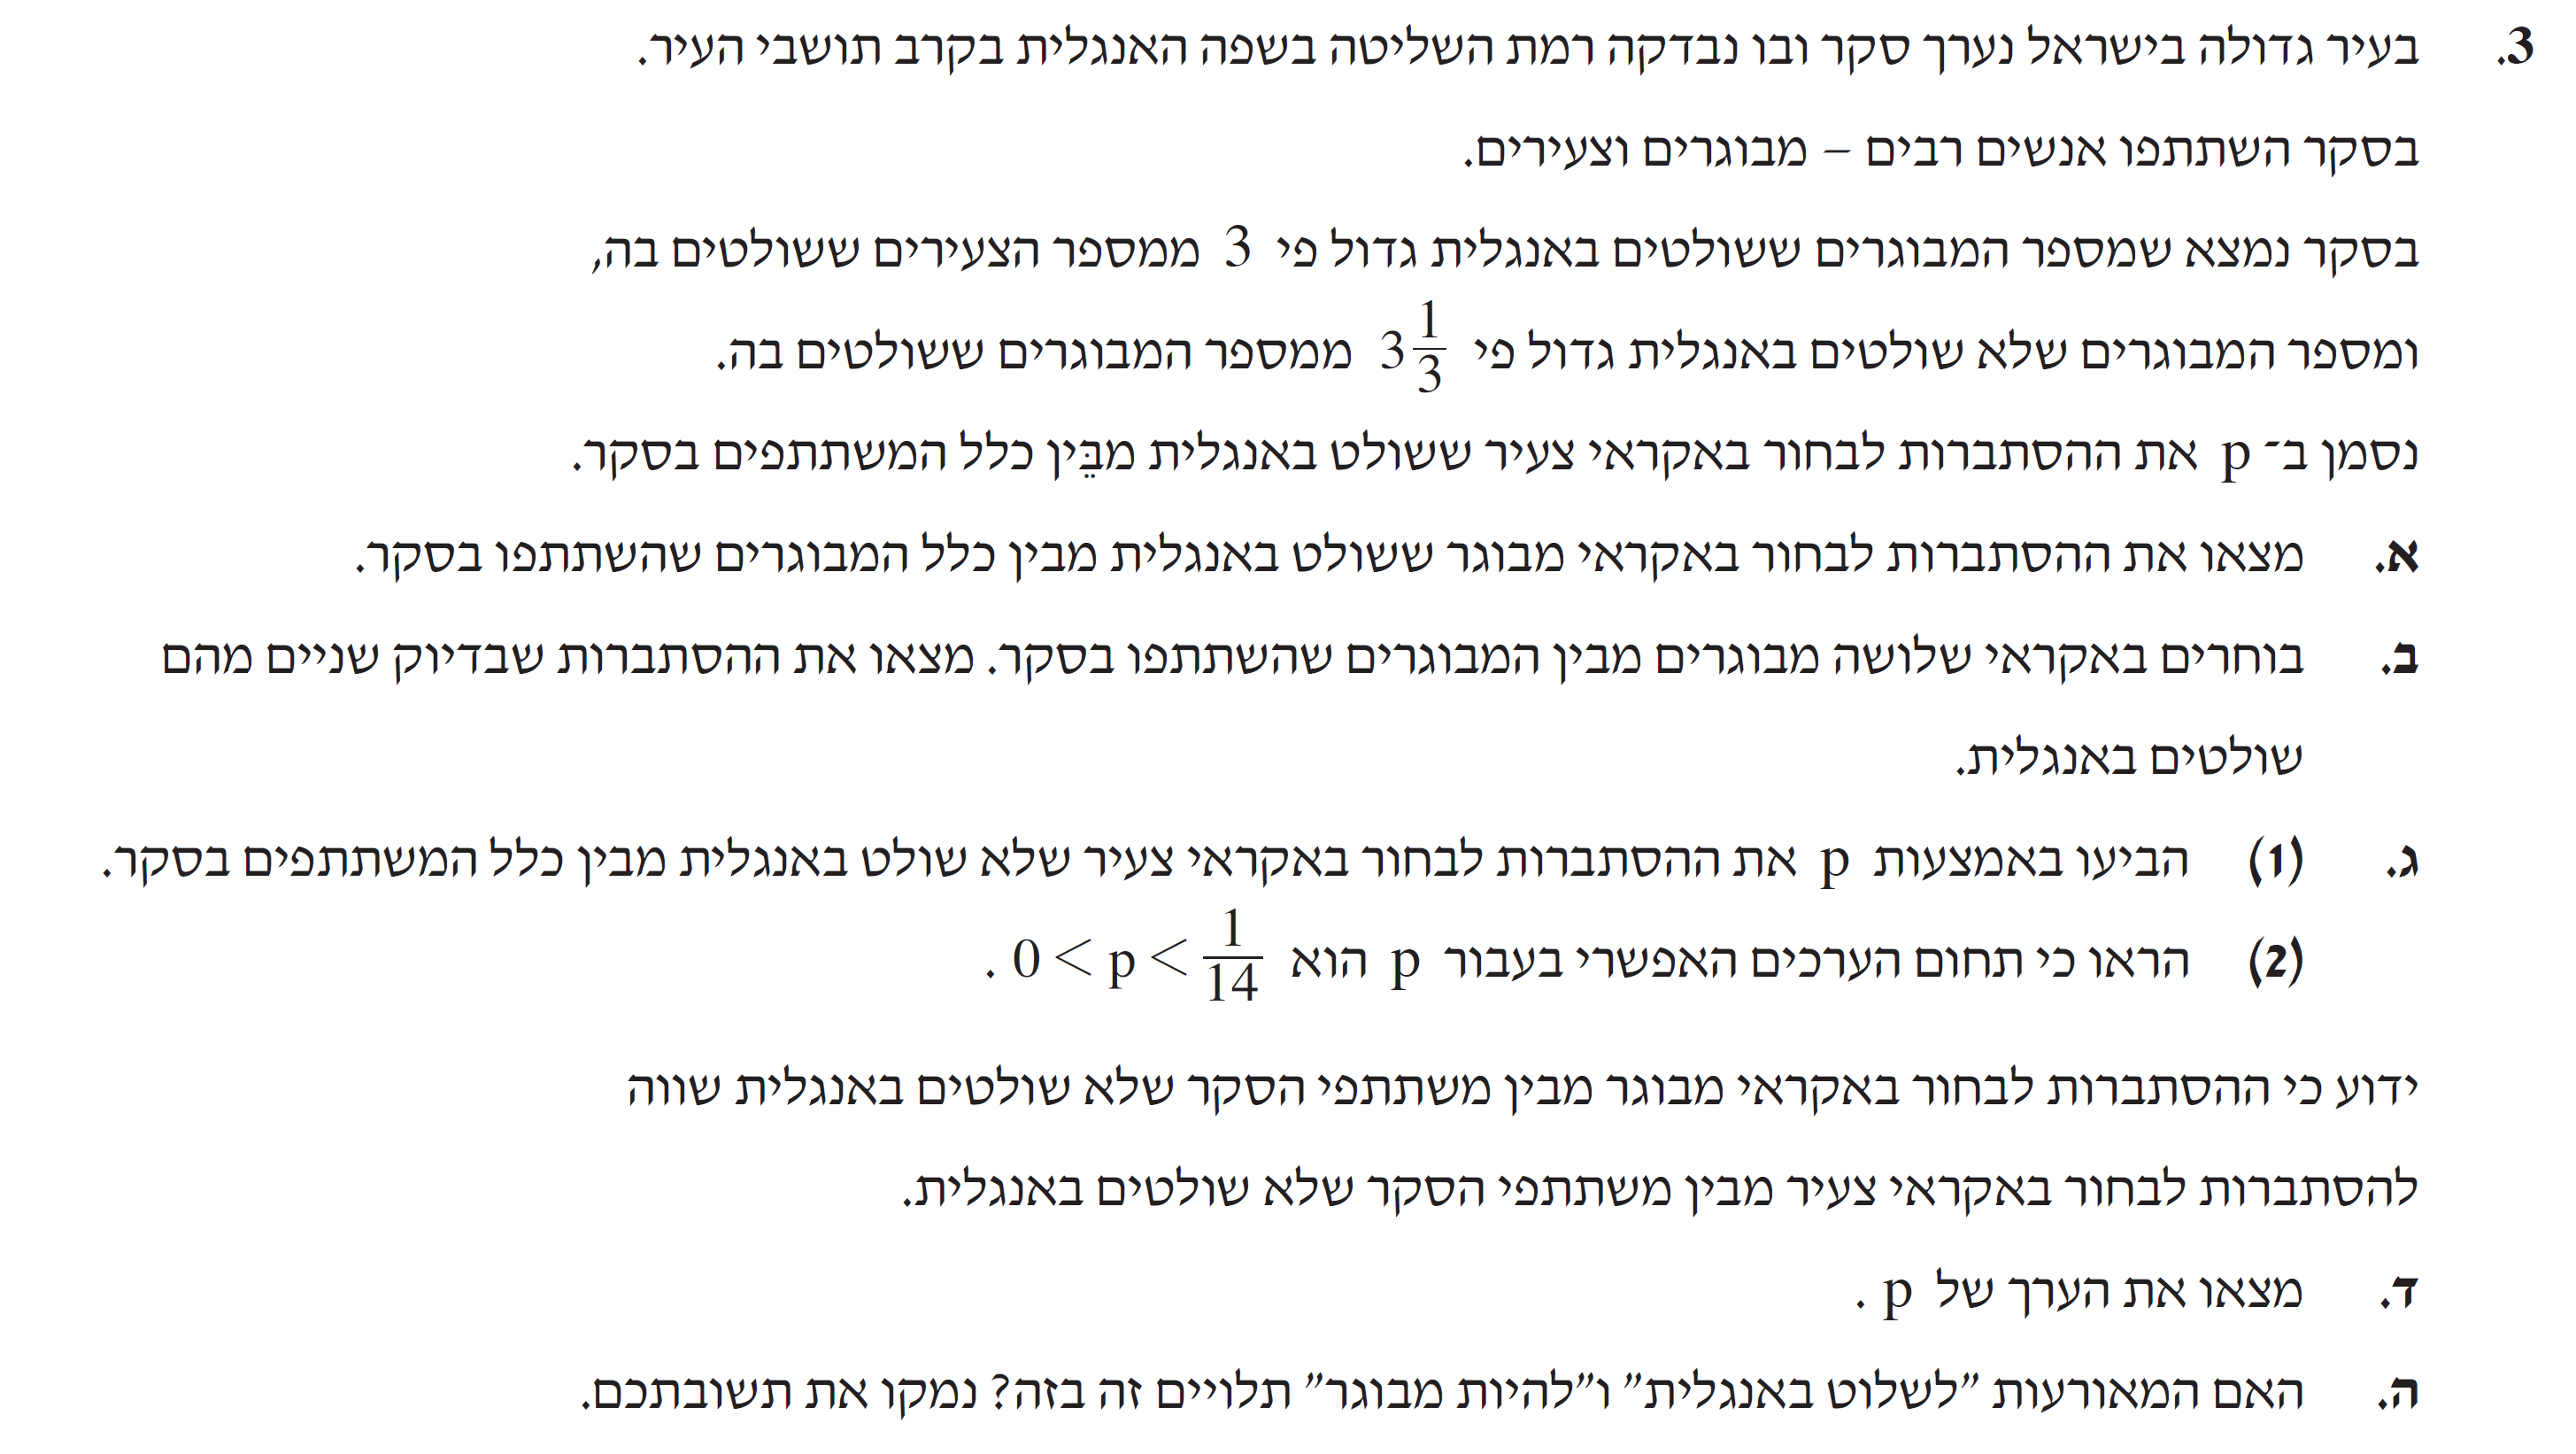 3. בעיר גדולה בישראל נערך סקר ובו נבדקה רמת השליטה בשפה האנגלית בקרב תושבי העיר.
בסקר השתתפו אנשים רבים – מבוגרים וצעירים.
בסקר נמצא שמספר המבוגרים ששולטים באנגלית גדול פי 3 ממספר הצעירים ששולטים בה,
ומספר המבוגרים שלא שולטים באנגלית גדול פי 3 1/3 ממספר המבוגרים ששולטים בה.
נסמן ב־ p את ההסתברות לבחור באקראי צעיר ששולט באנגלית מבֵּין כלל המשתתפים בסקר.
א. מצאו את ההסתברות לבחור באקראי מבוגר ששולט באנגלית מבין כלל המבוגרים שהשתתפו בסקר.
ב. בוחרים באקראי שלושה מבוגרים מבין המבוגרים שהשתתפו בסקר. מצאו את ההסתברות שבדיוק שניים מהם
שולטים באנגלית.
ג. (1) הביעו באמצעות p את ההסתברות לבחור באקראי צעיר שלא שולט באנגלית מבין כלל המשתתפים בסקר.
(2) הראו כי תחום הערכים האפשרי בעבור p הוא 0 < p < 1/14 .
ידוע כי ההסתברות לבחור באקראי מבוגר מבין משתתפי הסקר שלא שולטים באנגלית שווה
להסתברות לבחור באקראי צעיר מבין משתתפי הסקר שלא שולטים באנגלית.
ד. מצאו את הערך של p .
ה. האם המאורעות ”לשלוט באנגלית” ו”להיות מבוגר” תלויים זה בזה? נמקו את תשובתכם.